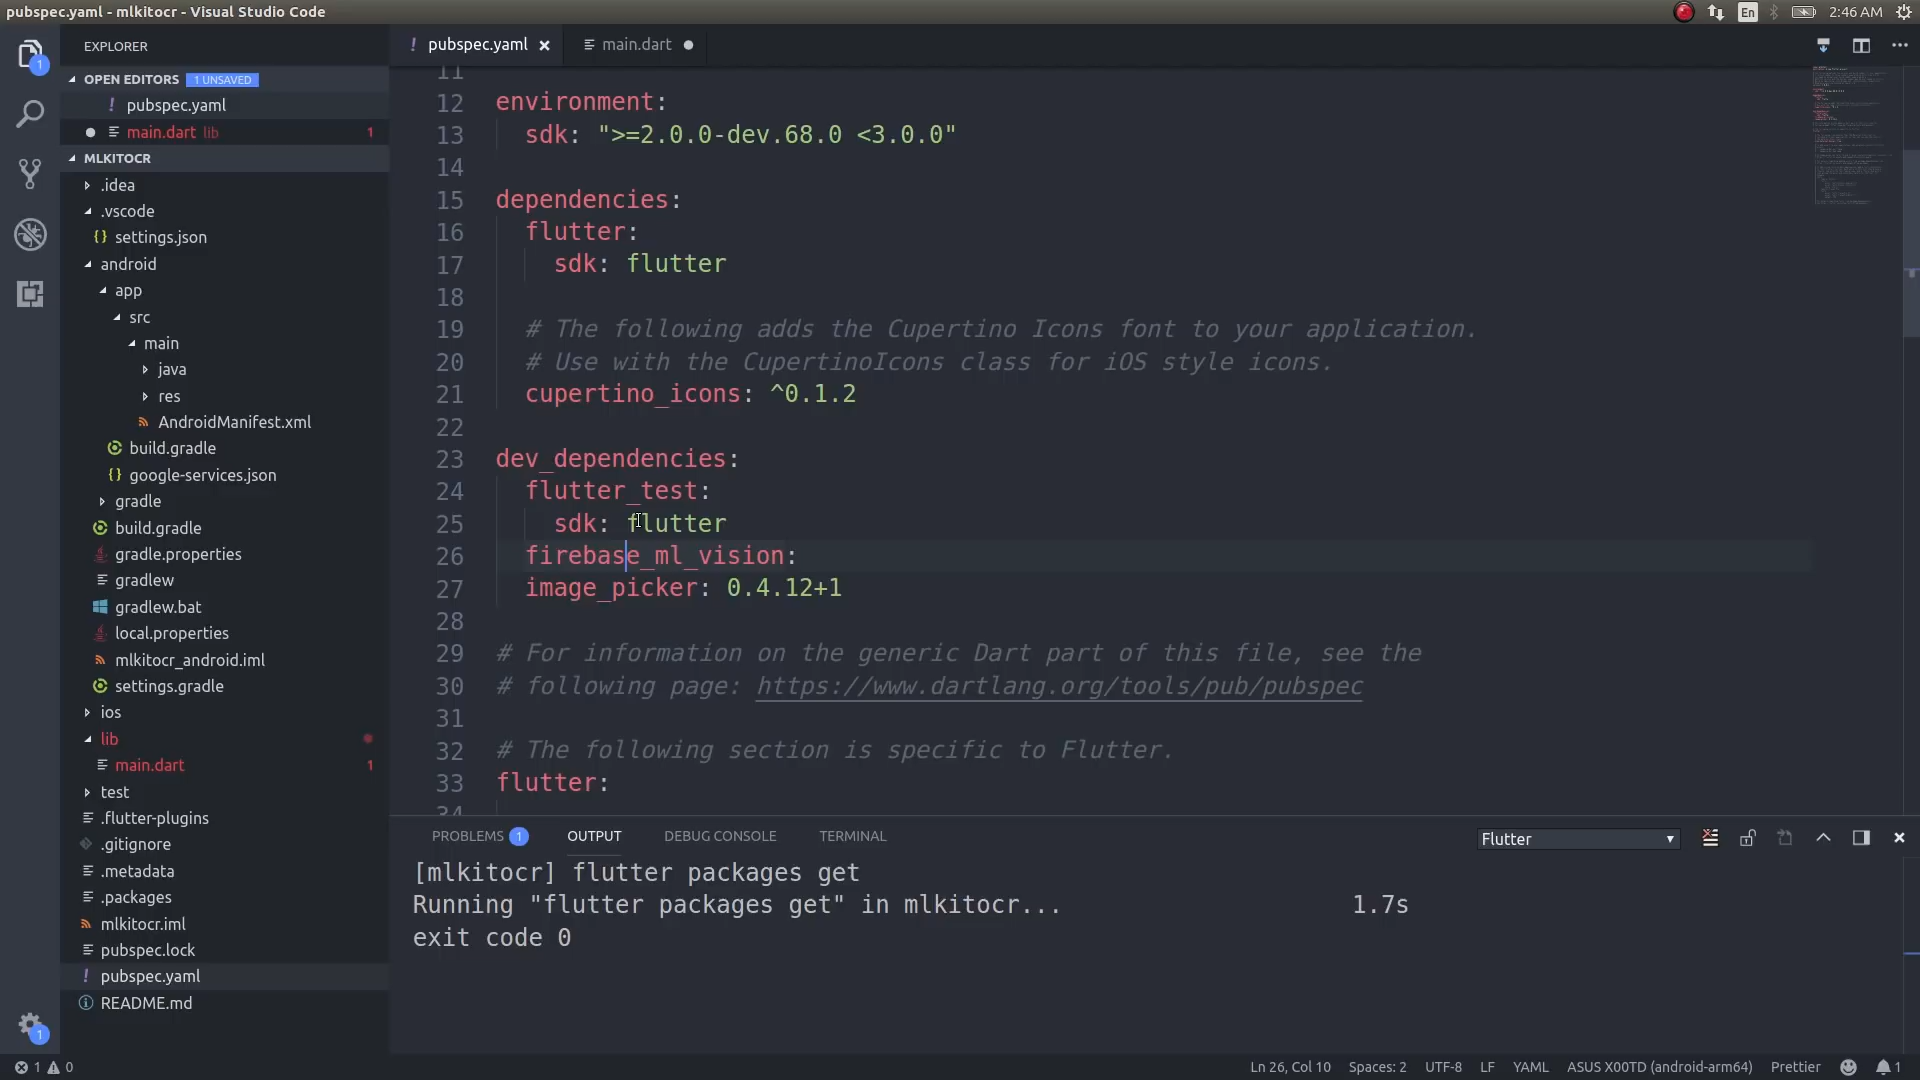 pubspec.yaml - mlkitocr - Visual Studio Code
En
2:46 AM
1
EXPLORER
OPEN EDITORS 1 UNSAVED
! pubspec.yaml
main.dart lib 1
MLKITOCR
.idea
.vscode
{} settings.json
android
app
src
main
java
res
AndroidManifest.xml
build.gradle
{} google-services.json
gradle
build.gradle
gradle.properties
gradlew
gradlew.bat
local.properties
mlkitocr_android.iml
settings.gradle
ios
lib
main.dart 1
test
.flutter-plugins
.gitignore
.metadata
.packages
mlkitocr.iml
pubspec.lock
! pubspec.yaml
README.md
1
! pubspec.yaml
main.dart
11
12 environment:
13 sdk: ">=2.0.0-dev.68.0 <3.0.0"
14
15 dependencies:
16 flutter:
17 sdk: flutter
18
19 # The following adds the Cupertino Icons font to your application.
20 # Use with the CupertinoIcons class for iOS style icons.
21 cupertino_icons: ^0.1.2
22
23 dev_dependencies:
24 flutter_test:
25 sdk: flutter
26 firebase_ml_vision:
27 image_picker: 0.4.12+1
28
29 # For information on the generic Dart part of this file, see the
30 # following page: https://www.dartlang.org/tools/pub/pubspec
31
32 # The following section is specific to Flutter.
33 flutter:
34
PROBLEMS 1 OUTPUT DEBUG CONSOLE TERMINAL
Flutter
[mlkitocr] flutter packages get
Running "flutter packages get" in mlkitocr... 1.7s
exit code 0
1 0
Ln 26, Col 10 Spaces: 2 UTF-8 LF YAML ASUS X00TD (android-arm64) Prettier 1